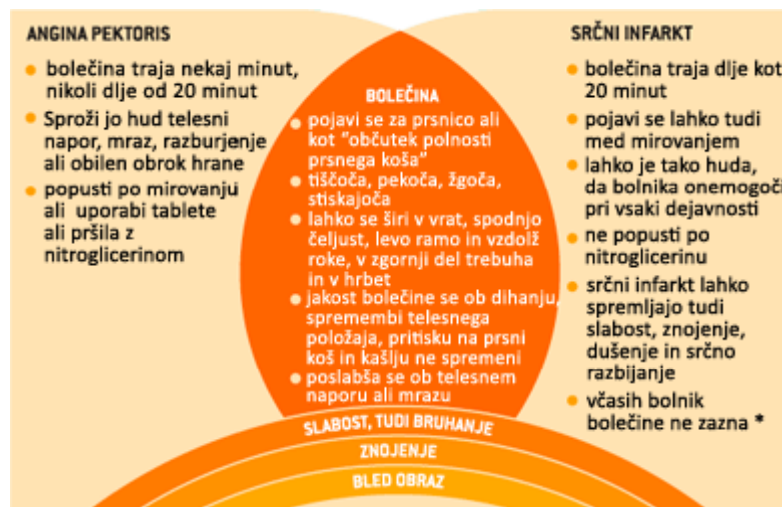 ANGINA PEKTORIS
• bolečina traja nekaj minut,
nikoli dlje od 20 minut
• Sproži jo hud telesni
napor, mraz, razburjenje
ali obilen obrok hrane
• popusti po mirovanju
ali uporabi tablete
ali pršila z
nitroglicerinom
BOLEČINA
• pojavi se za prsnico ali
kot "občutek polnosti
prsnega koša"
• tiščoča, pekoča, žgoča,
stiskajoča
• lahko se širi v vrat, spodnjo
čeljust, levo ramo in vzdolž
roke, v zgornji del trebuha
in v hrbet
• jakost bolečine se ob dihanju,
spremembi telesnega
položaja, pritisku na prsni
koš in kašlju ne spremeni
• poslabša se ob telesnem
naporu ali mrazu
SRČNI INFARKT
• bolečina traja dlje kot
20 minut
• pojavi se lahko tudi
med mirovanjem
• lahko je tako huda,
da bolnika onemogoči
pri vsaki dejavnosti
• ne popusti po
nitroglicerinu
• srčni infarkt lahko
spremljajo tudi
slabost, znojenje,
dušenje in srčno
razbijanje
• včasih bolnik
bolečine ne zazna *
SLABOST, TUDI BRUHANJE
ZNOJENJE
BLED OBRAZ